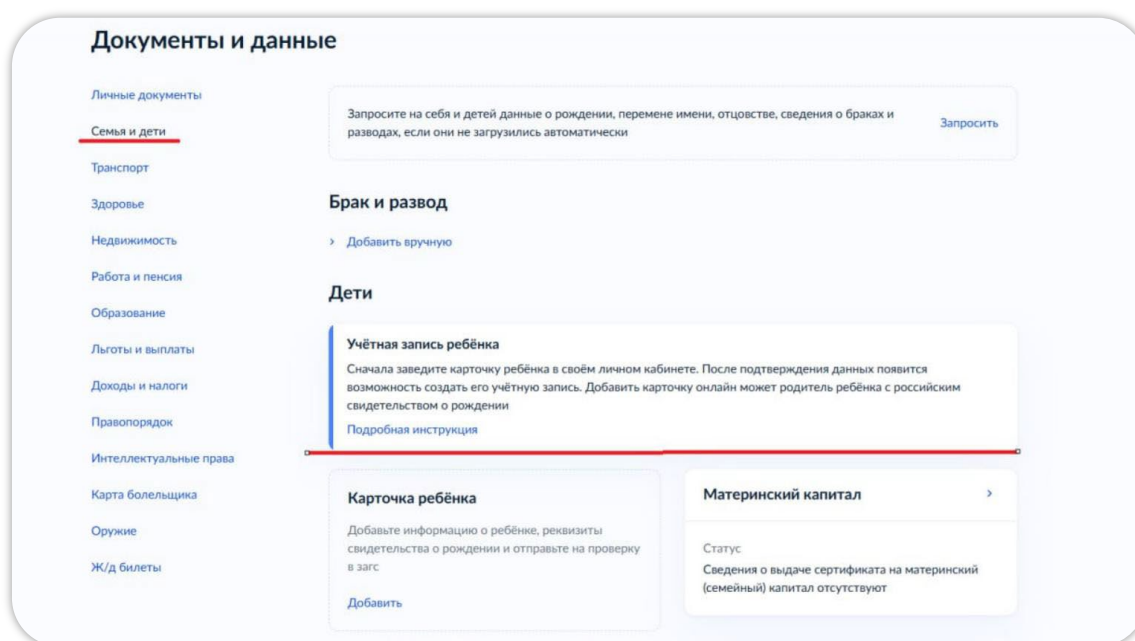 Документы и данные
Личные документы
Семья и дети
Транспорт
Здоровье
Недвижимость
Работа и пенсия
Образование
Льготы и выплаты
Доходы и налоги
Правопорядок
Интеллектуальные права
Карта болельщика
Оружие
Ж/д билеты
Запросите на себя и детей данные о рождении, перемене имени, отцовстве, сведения о браках и
разводах, если они не загрузились автоматически
Запросить
Брак и развод
Добавить вручную
Дети
Учётная запись ребёнка
Сначала заведите карточку ребёнка в своём личном кабинете. После подтверждения данных появится
возможность создать его учётную запись. Добавить карточку онлайн может родитель ребёнка с российским
свидетельством о рождении
Подробная инструкция
Карточка ребёнка
Добавьте информацию о ребёнке, реквизиты
свидетельства о рождении и отправьте на проверку
в загс
Добавить
Материнский капитал
Статус
Сведения о выдаче сертификата на материнский
(семейный) капитал отсутствуют